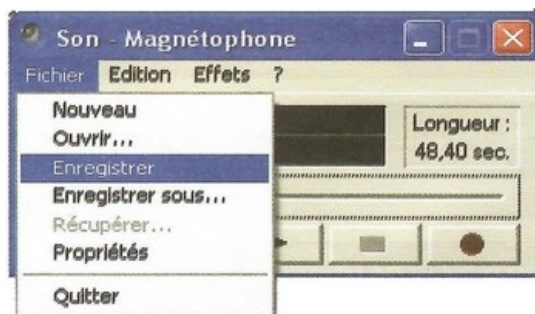 Son - Magnétophone
Fichier Edition Effets ?
Nouveau
Ouvrir...
Enregistrer
Enregistrer sous...
Récupérer...
Propriétés
Quitter
Longueur :
48,40 sec.